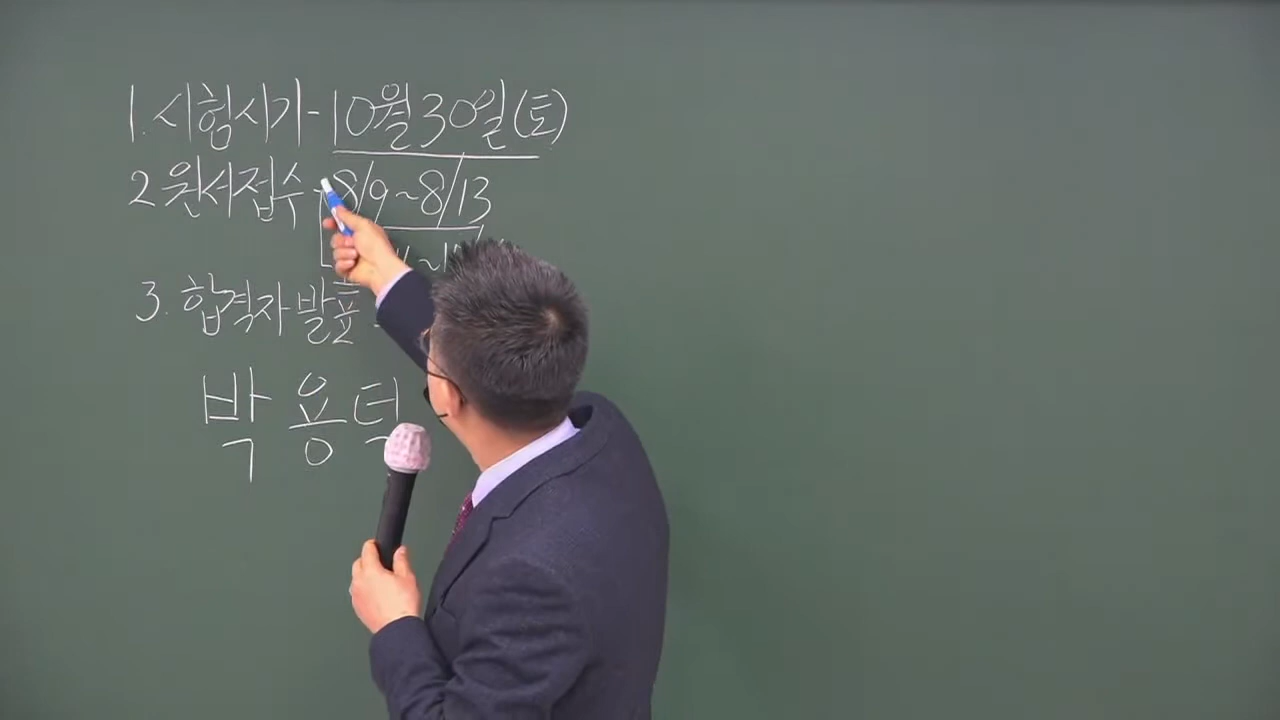 1. 시험시기 - 10월 30일(토)
2 원서접수 - 8/9 ~ 8/13
3. 합격자 발표 -
박용덕